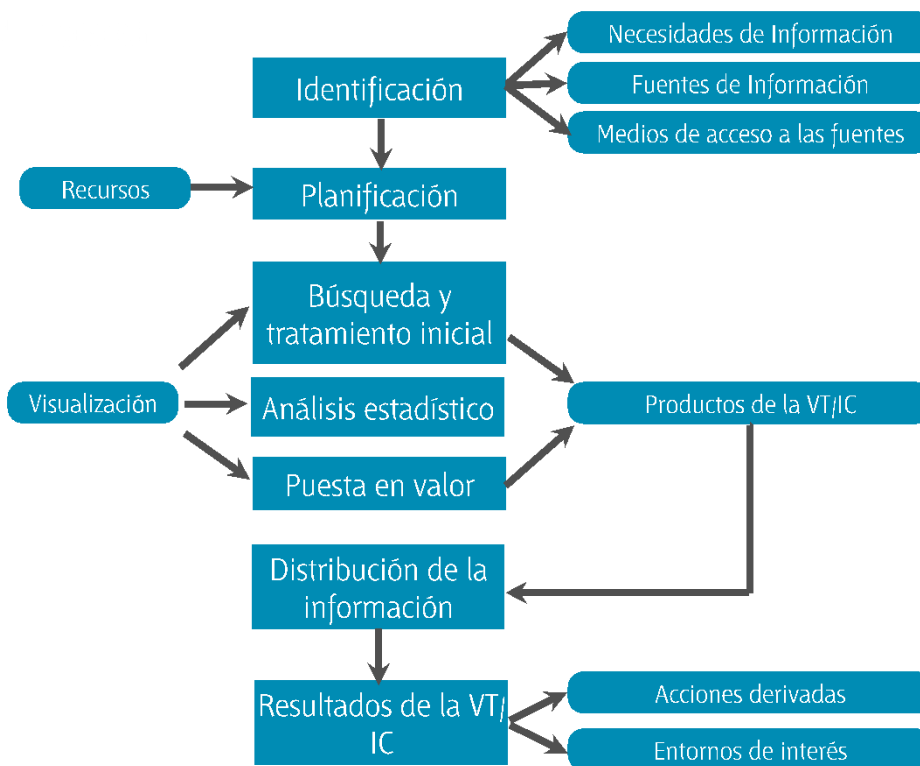 Necesidades de Información
Identificación
Fuentes de Información
Medios de acceso a las fuentes
Recursos
Planificación
Búsqueda y
tratamiento inicial
Visualización
Análisis estadístico
Productos de la VT/IC
Puesta en valor
Distribución de la
información
Resultados de la VT/
IC
Acciones derivadas
Entornos de interés